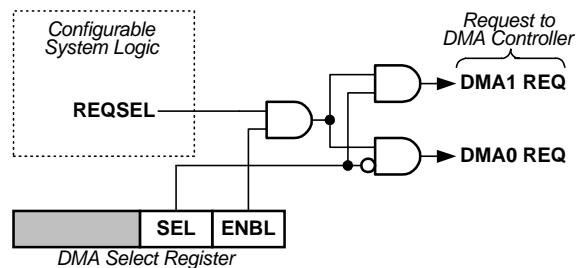 Configurable
System Logic
Request to
DMA Controller
REQSEL
DMA1 REQ
DMA0 REQ
SEL
ENBL
DMA Select Register